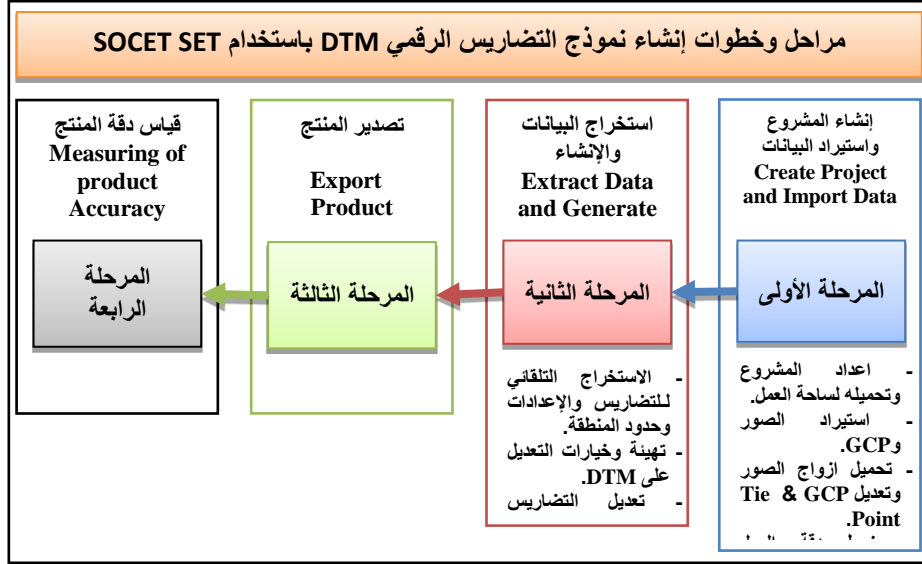 مراحل وخطوات إنشاء نموذج التضاريس الرقمي DTM باستخدام SOCET SET
إنشاء المشروع
واستيراد البيانات
Create Project
and Import Data
المرحلة الأولى
- اعداد المشروع
وتحميله لساحة العمل.
- استيراد الصور
وGCP.
- تحميل ازواج الصور
وتعديل Tie & GCP
Point.
استخراج البيانات
والإنشاء
Extract Data
and Generate
المرحلة الثانية
- الاستخراج التلقائي
للتضاريس والإعدادات
وحدود المنطقة.
- تهيئة وخيارات التعديل
على DTM.
- تعديل التضاريس
تصدير المنتج
Export
Product
المرحلة الثالثة
قياس دقة المنتج
Measuring of
product
Accuracy
المرحلة
الرابعة